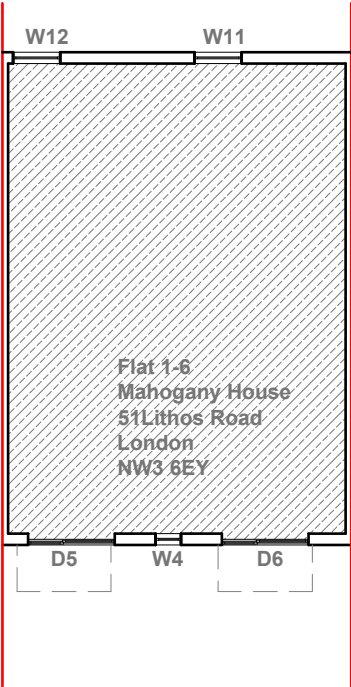 W12 W11
Flat 1-6
Mahogany House
51Lithos Road
London
NW3 6EY
D5 W4 D6